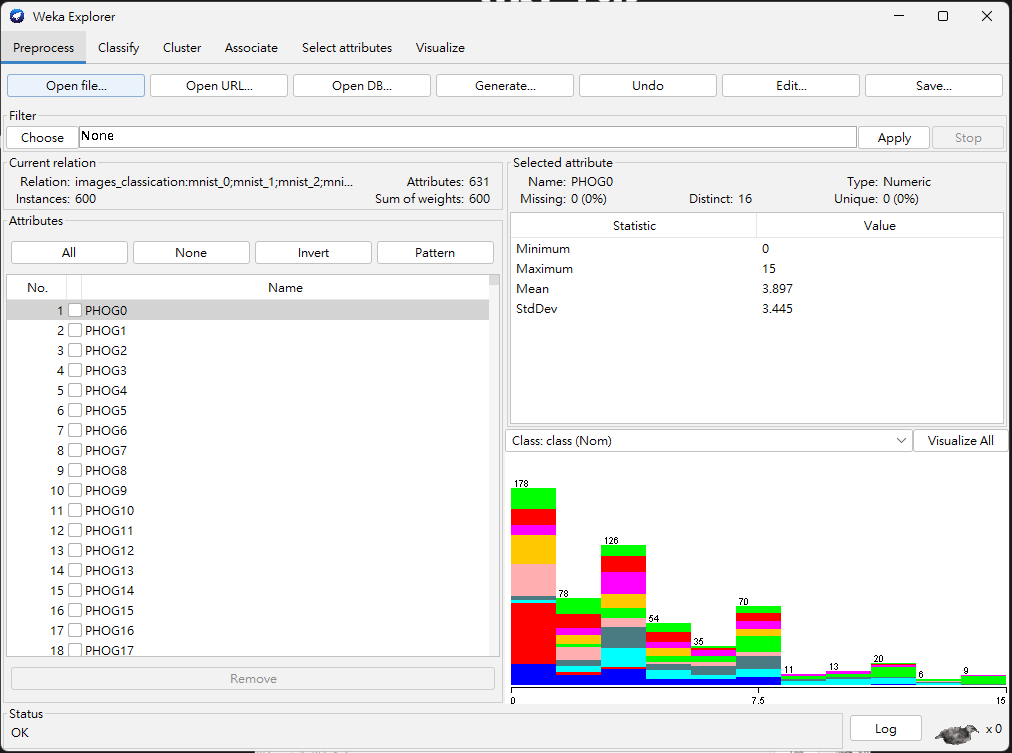 Weka Explorer
Preprocess Classify Cluster Associate Select attributes Visualize
Open file... Open URL... Open DB... Generate... Undo Edit... Save...
Filter
Choose None Apply Stop
Current relation
Relation: images_classication:mnist_0;mnist_1;mnist_2;mni... Attributes: 631
Instances: 600 Sum of weights: 600
Attributes
All None Invert Pattern
No. Name
1 PHOG0
2 PHOG1
3 PHOG2
4 PHOG3
5 PHOG4
6 PHOG5
7 PHOG6
8 PHOG7
9 PHOG8
10 PHOG9
11 PHOG10
12 PHOG11
13 PHOG12
14 PHOG13
15 PHOG14
16 PHOG15
17 PHOG16
18 PHOG17
Remove
Selected attribute
Name: PHOG0 Type: Numeric
Missing: 0 (0%) Distinct: 16 Unique: 0 (0%)
Statistic Value
Minimum 0
Maximum 15
Mean 3.897
StdDev 3.445
Class: class (Nom) Visualize All
178
78
126
54
35
70
11
13
20
6
9
0 7.5 15
Status
OK
Log x 0